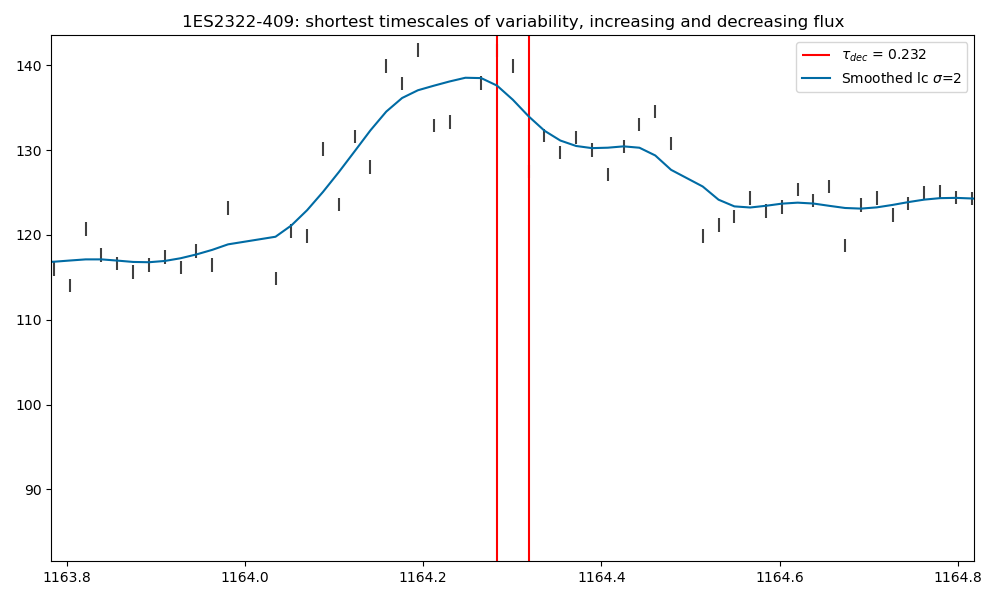 1ES2322-409: shortest timescales of variability, increasing and decreasing flux
τ_dec = 0.232
Smoothed lc σ=2
140
130
120
110
100
90
1163.8 1164.0 1164.2 1164.4 1164.6 1164.8